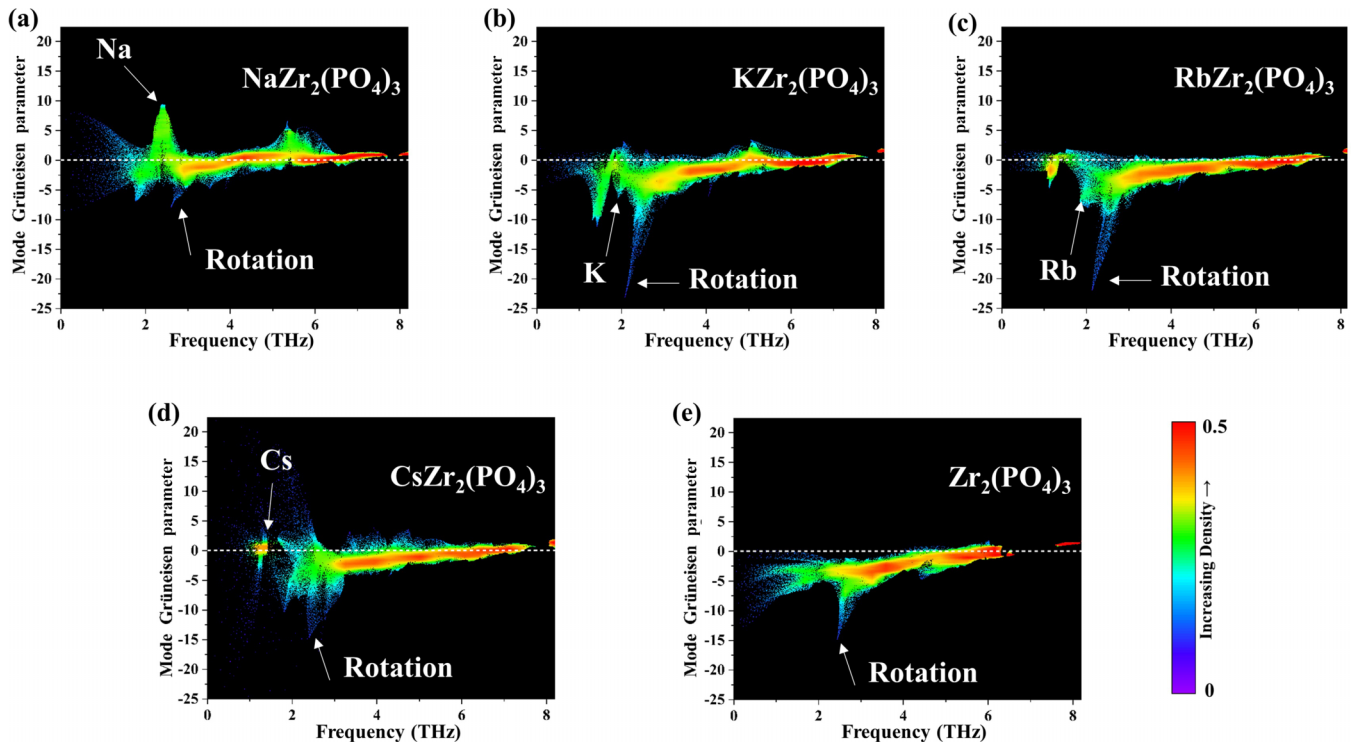 (a)
Mode Grüneisen parameter
20
15
10
5
0
-5
-10
-15
-20
-25
Na
NaZr2(PO4)3
Rotation
0 2 4 6 8
Frequency (THz)
(b)
Mode Grüneisen parameter
20
15
10
5
0
-5
-10
-15
-20
-25
KZr2(PO4)3
K
Rotation
0 2 4 6 8
Frequency (THz)
(c)
Mode Grüneisen parameter
20
15
10
5
0
-5
-10
-15
-20
-25
RbZr2(PO4)3
Rb
Rotation
0 2 4 6 8
Frequency (THz)
(d)
Mode Grüneisen parameter
20
15
10
5
0
-5
-10
-15
-20
-25
Cs
CsZr2(PO4)3
Rotation
0 2 4 6 8
Frequency (THz)
(e)
Mode Grüneisen parameter
20
15
10
5
0
-5
-10
-15
-20
-25
Zr2(PO4)3
Rotation
0 2 4 6 8
Frequency (THz)
0.5
Increasing Density →
0